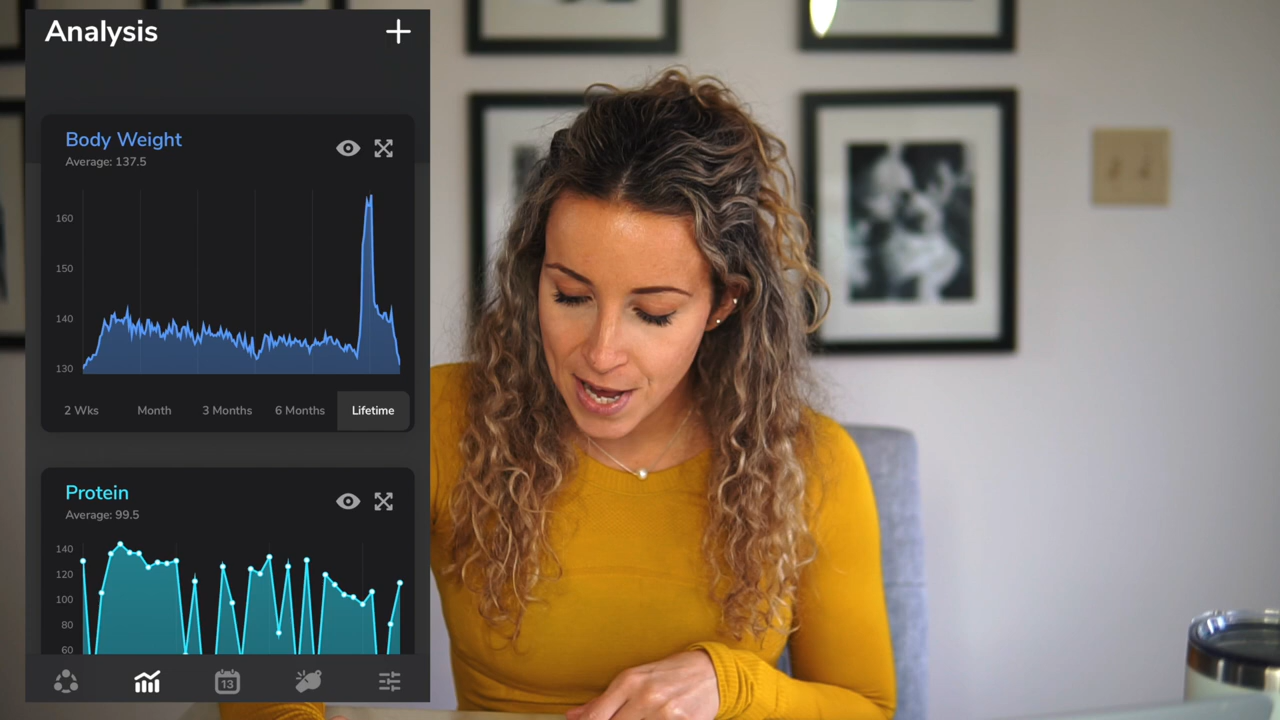 Analysis
Body Weight
Average: 137.5
160
150
140
130
2 Wks Month 3 Months 6 Months Lifetime
Protein
Average: 99.5
140
120
100
80
60
13